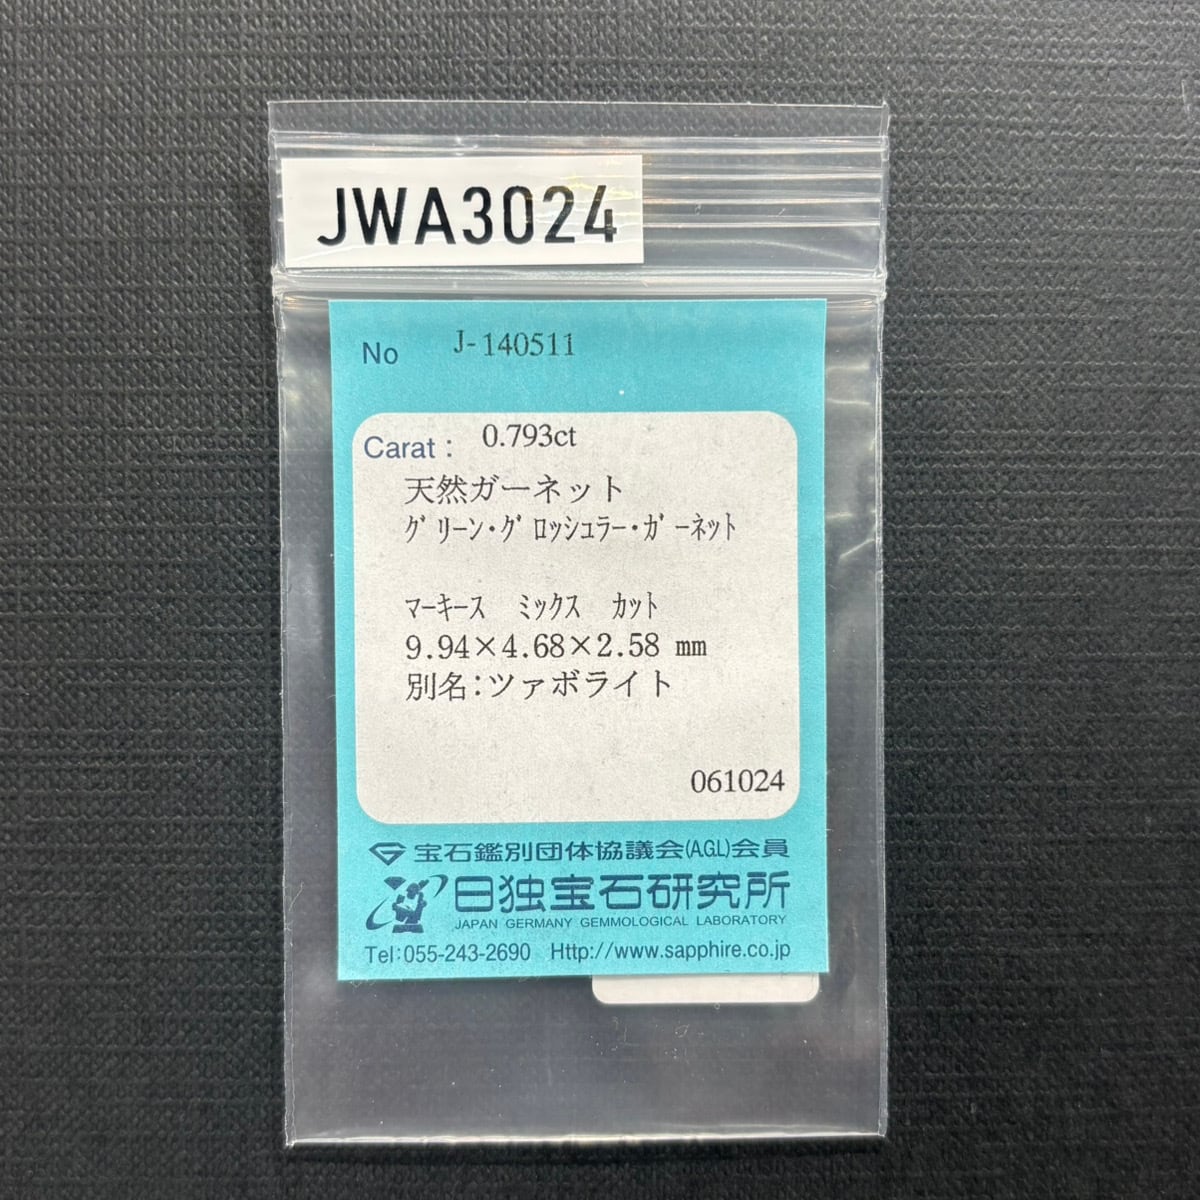 JWA3024
No J-140511
Carat: 0.793ct
天然ガーネット
ｸﾞﾘｰﾝ・ｸﾞﾛｯｼｭﾗｰ・ｶﾞｰﾈｯﾄ
ﾏｰｷｰｽ ﾐｯｸｽ ｶｯﾄ
9.94×4.68×2.58 mm
別名:ツァボライト
061024
宝石鑑別団体協議会(AGL)会員
日独宝石研究所
JAPAN GERMANY GEMMOLOGICAL LABORATORY
Tel:055-243-2690 Http://www.sapphire.co.jp